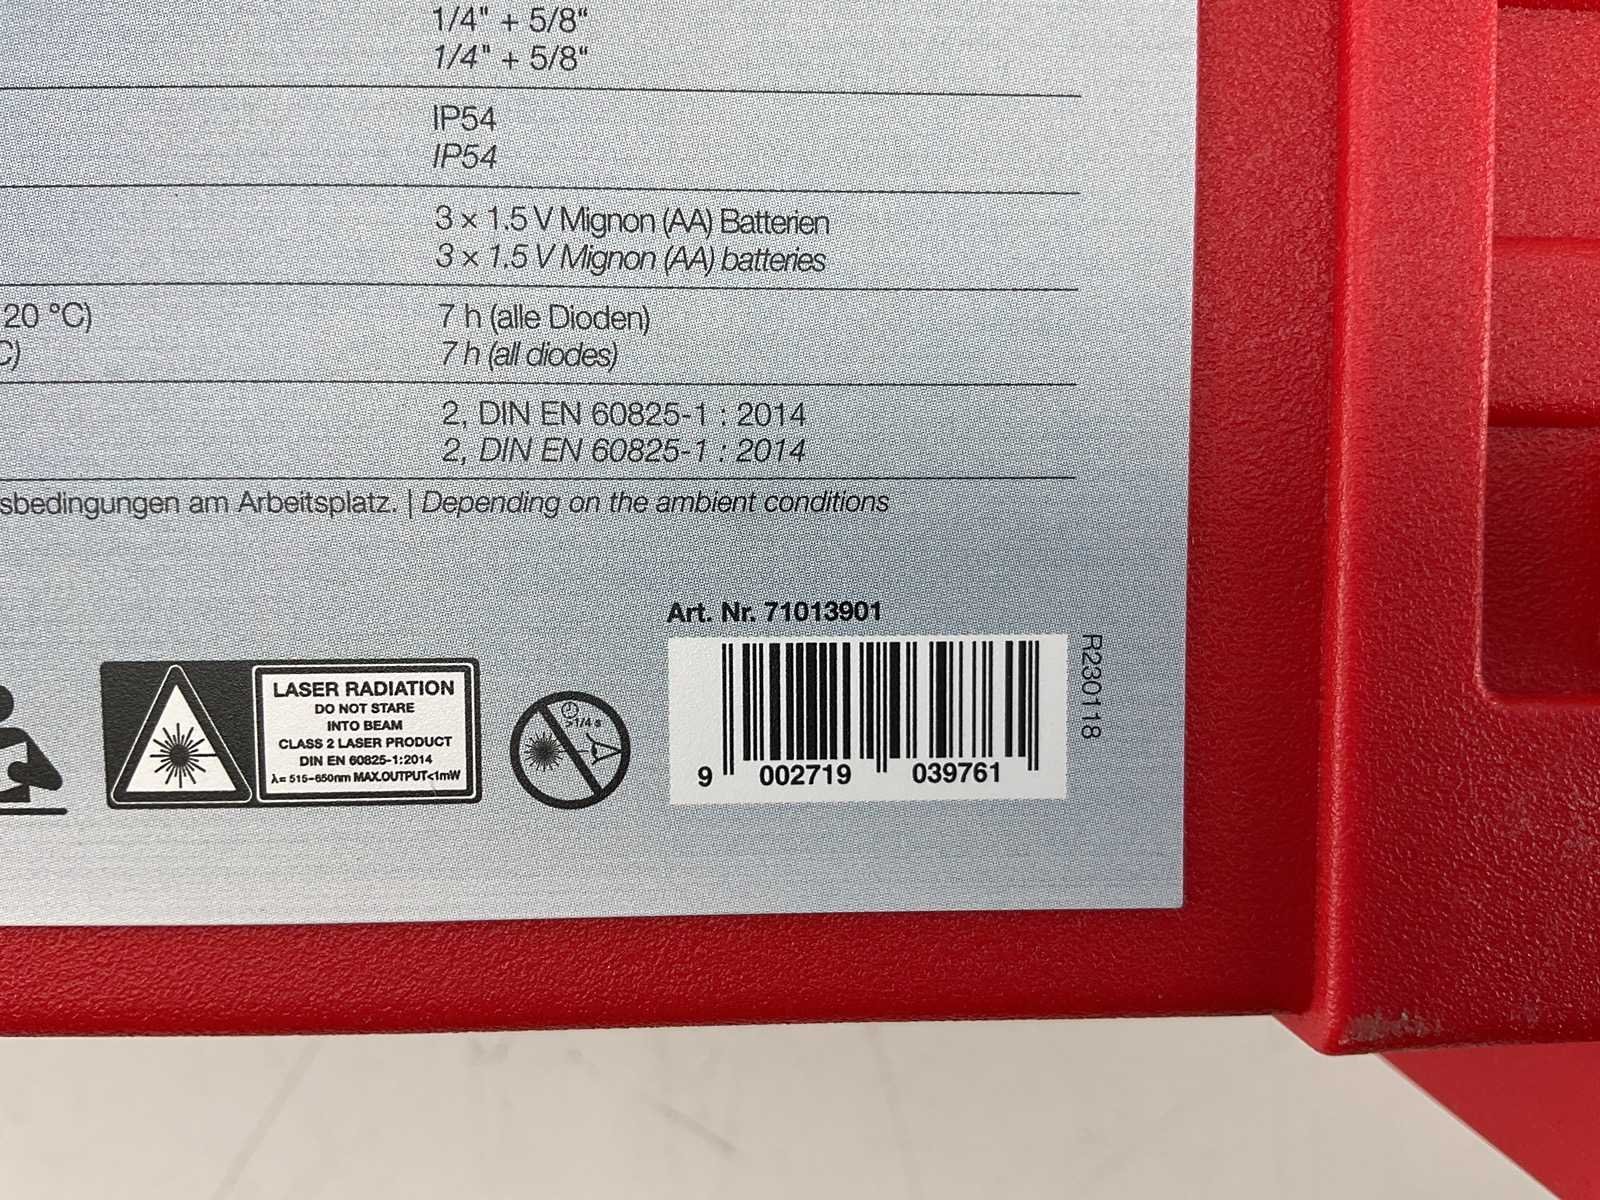 1/4" + 5/8"
1/4" + 5/8"
IP54
IP54
3 × 1.5 V Mignon (AA) Batterien
3 × 1.5 V Mignon (AA) batteries
20 °C)
7 h (alle Dioden)
C)
7 h (all diodes)
2, DIN EN 60825-1 : 2014
2, DIN EN 60825-1 : 2014
sbedingungen am Arbeitsplatz. | Depending on the ambient conditions
Art. Nr. 71013901
R230118
LASER RADIATION
DO NOT STARE
INTO BEAM
CLASS 2 LASER PRODUCT
DIN EN 60825-1:2014
λ= 515-650nm MAX.OUTPUT<1mW
>1/4 s
9 002719 039761